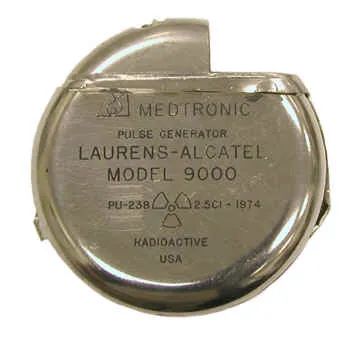 MEDTRONIC
PULSE GENERATOR
LAURENS-ALCATEL
MODEL 9000
PU-238 2.5CI - 1974
RADIOACTIVE
USA